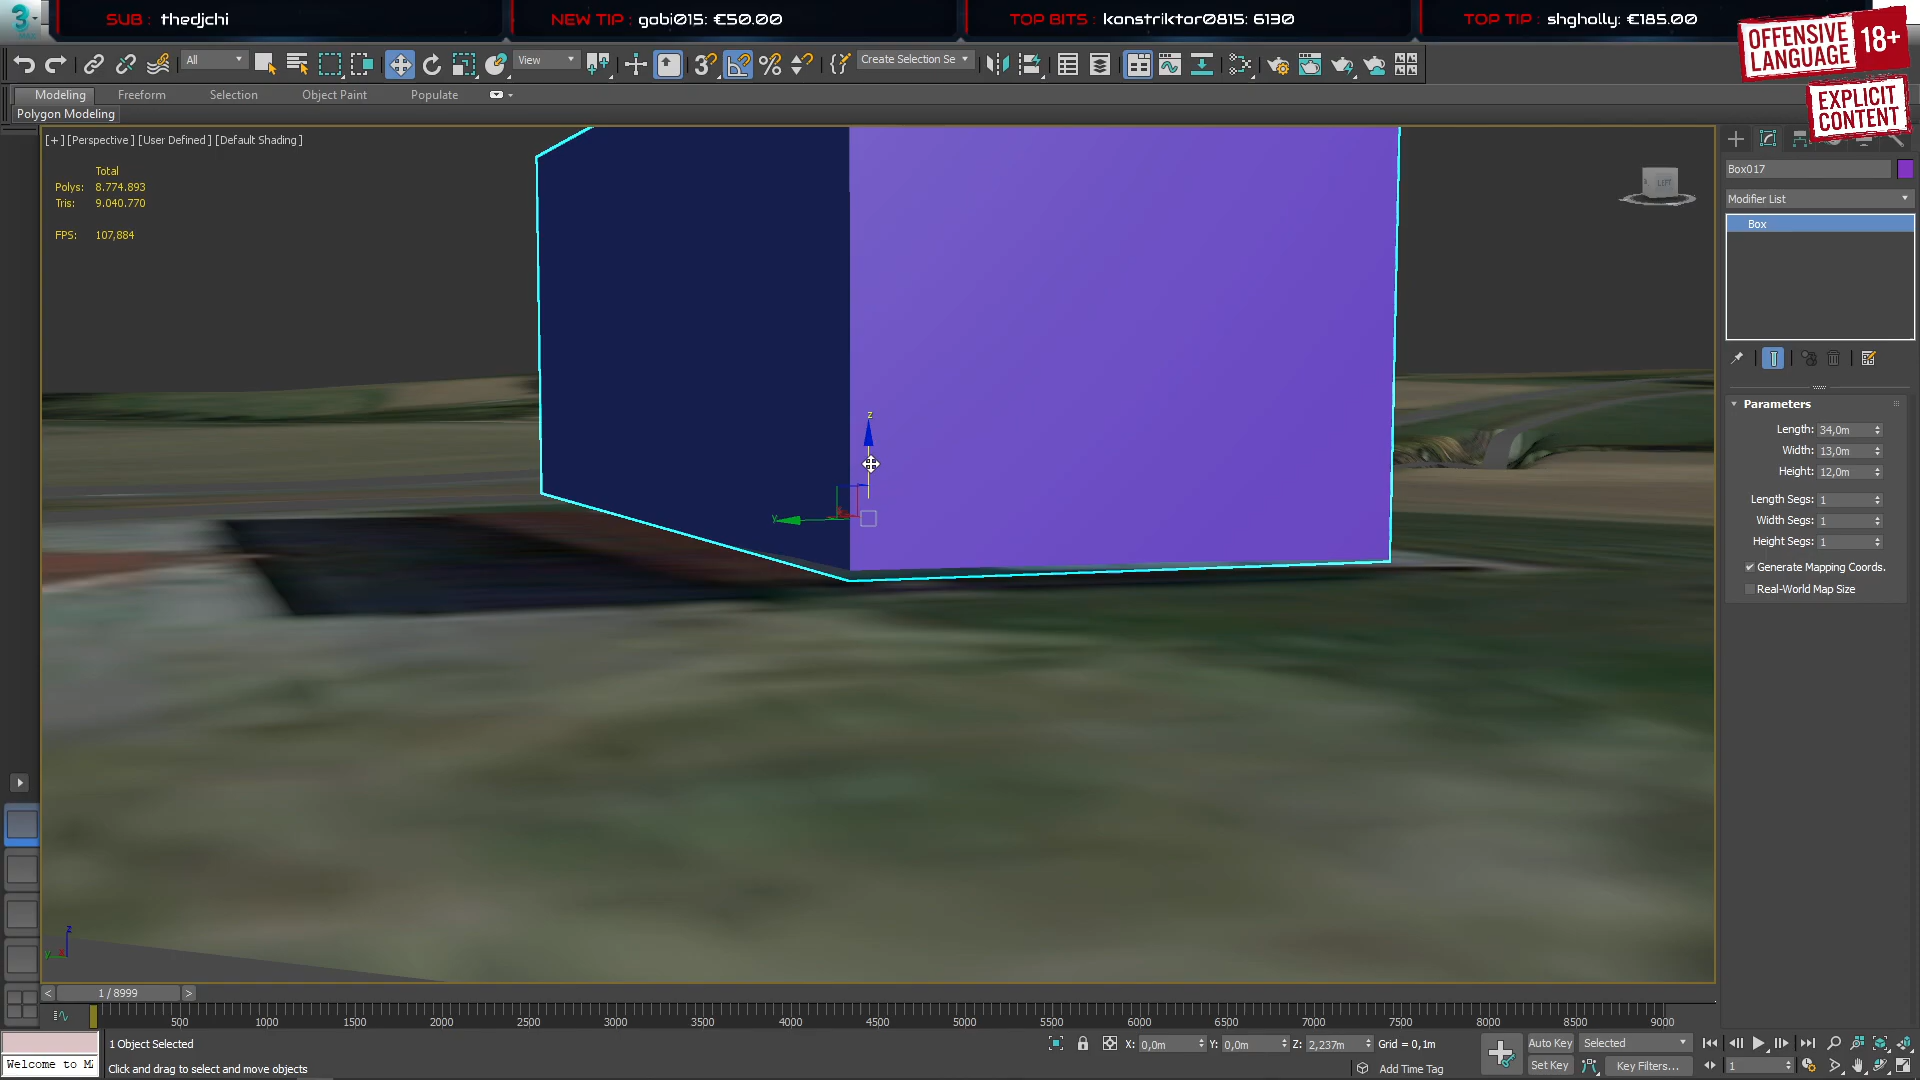 SUB : thedjchi
NEW TIP : gabi015: €50.00
TOP BITS : konstriktor0815: 6130
TOP TIP : shgholly: €185.00
OFFENSIVE LANGUAGE 18+
EXPLICIT CONTENT
All
View
Create Selection Se
Modeling
Freeform
Selection
Object Paint
Populate
Polygon Modeling
[+] [Perspective] [User Defined] [Default Shading]
Total
Polys: 8.774.893
Tris: 9.040.770
FPS: 107,884
LEFT
z
y
Box017
Modifier List
Box
Parameters
Length: 34,0m
Width: 13,0m
Height: 12,0m
Length Segs: 1
Width Segs: 1
Height Segs: 1
Generate Mapping Coords.
Real-World Map Size
z
y
x
< 1 / 8999 >
500 1000 1500 2000 2500 3000 3500 4000 4500 5000 5500 6000 6500 7000 7500 8000 8500 9000
1 Object Selected
X: 0,0m Y: 0,0m Z: 2,237m Grid = 0,1m
Auto Key Selected
Welcome to M
Click and drag to select and move objects
Add Time Tag
Set Key Key Filters...
1